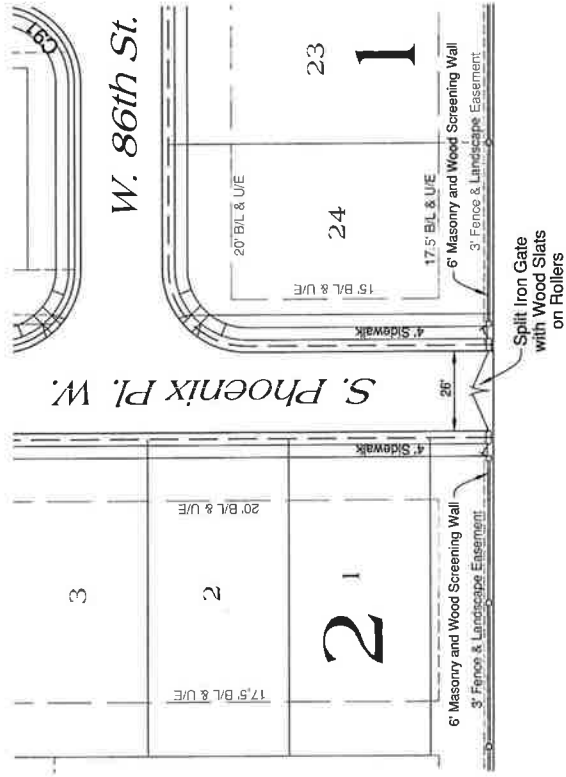 C91
W. 86th St.
23
1
20' B/L & U/E
24
17.5' B/L & U/E
15' B/L & U/E
6' Masonry and Wood Screening Wall
3' Fence & Landscape Easement
4' Sidewalk
S. Phoenix Pl. W.
26'
Split Iron Gate
with Wood Slats
on Rollers
4' Sidewalk
3
20' B/L & U/E
2
17.5' B/L & U/E
1
2
6' Masonry and Wood Screening Wall
3' Fence & Landscape Easement